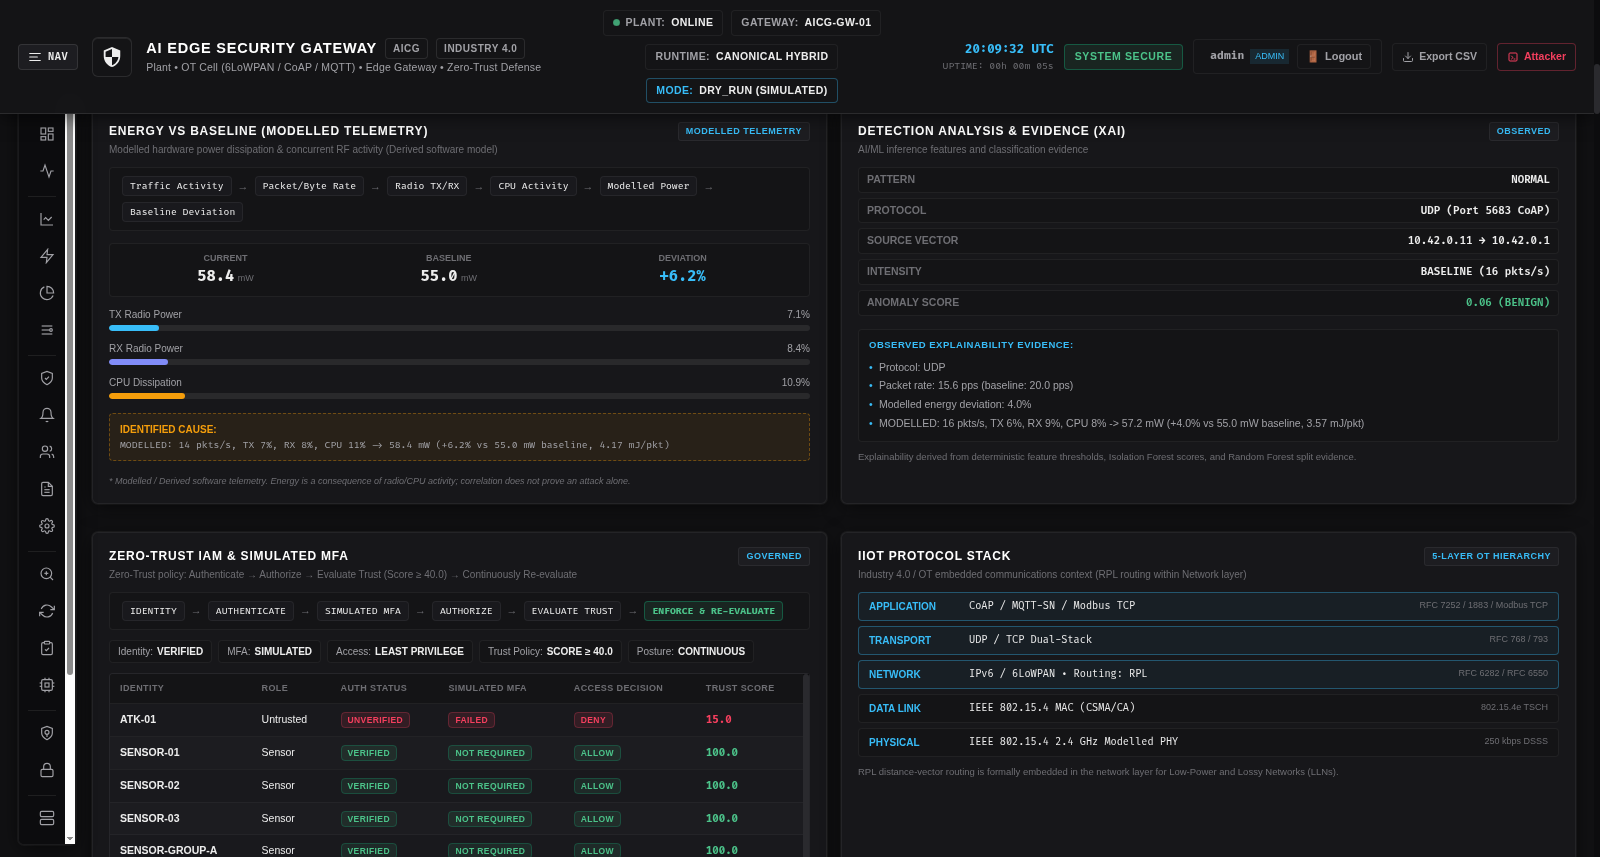 NAV
AI EDGE SECURITY GATEWAY AICG INDUSTRY 4.0
Plant • OT Cell (6LoWPAN / CoAP / MQTT) • Edge Gateway • Zero-Trust Defense
PLANT: ONLINE GATEWAY: AICG-GW-01
RUNTIME: CANONICAL HYBRID
MODE: DRY_RUN (SIMULATED)
20:09:32 UTC
UPTIME: 00h 00m 05s
SYSTEM SECURE
admin ADMIN Logout
Export CSV
Attacker
ENERGY VS BASELINE (MODELLED TELEMETRY) MODELLED TELEMETRY
Modelled hardware power dissipation & concurrent RF activity (Derived software model)
Traffic Activity → Packet/Byte Rate → Radio TX/RX → CPU Activity → Modelled Power →
Baseline Deviation
CURRENT BASELINE DEVIATION
58.4 mW 55.0 mW +6.2%
TX Radio Power 7.1%
RX Radio Power 8.4%
CPU Dissipation 10.9%
IDENTIFIED CAUSE:
MODELLED: 14 pkts/s, TX 7%, RX 8%, CPU 11% -> 58.4 mW (+6.2% vs 55.0 mW baseline, 4.17 mJ/pkt)
* Modelled / Derived software telemetry. Energy is a consequence of radio/CPU activity; correlation does not prove an attack alone.
DETECTION ANALYSIS & EVIDENCE (XAI) OBSERVED
AI/ML inference features and classification evidence
PATTERN NORMAL
PROTOCOL UDP (Port 5683 CoAP)
SOURCE VECTOR 10.42.0.11 → 10.42.0.1
INTENSITY BASELINE (16 pkts/s)
ANOMALY SCORE 0.06 (BENIGN)
OBSERVED EXPLAINABILITY EVIDENCE:
• Protocol: UDP
• Packet rate: 15.6 pps (baseline: 20.0 pps)
• Modelled energy deviation: 4.0%
• MODELLED: 16 pkts/s, TX 6%, RX 9%, CPU 8% -> 57.2 mW (+4.0% vs 55.0 mW baseline, 3.57 mJ/pkt)
Explainability derived from deterministic feature thresholds, Isolation Forest scores, and Random Forest split evidence.
ZERO-TRUST IAM & SIMULATED MFA GOVERNED
Zero-Trust policy: Authenticate → Authorize → Evaluate Trust (Score ≥ 40.0) → Continuously Re-evaluate
IDENTITY → AUTHENTICATE → SIMULATED MFA → AUTHORIZE → EVALUATE TRUST → ENFORCE & RE-EVALUATE
Identity: VERIFIED MFA: SIMULATED Access: LEAST PRIVILEGE Trust Policy: SCORE ≥ 40.0 Posture: CONTINUOUS
IDENTITY ROLE AUTH STATUS SIMULATED MFA ACCESS DECISION TRUST SCORE
ATK-01 Untrusted UNVERIFIED FAILED DENY 15.0
SENSOR-01 Sensor VERIFIED NOT REQUIRED ALLOW 100.0
SENSOR-02 Sensor VERIFIED NOT REQUIRED ALLOW 100.0
SENSOR-03 Sensor VERIFIED NOT REQUIRED ALLOW 100.0
SENSOR-GROUP-A Sensor VERIFIED NOT REQUIRED ALLOW 100.0
IIOT PROTOCOL STACK 5-LAYER OT HIERARCHY
Industry 4.0 / OT embedded communications context (RPL routing within Network layer)
APPLICATION CoAP / MQTT-SN / Modbus TCP RFC 7252 / 1883 / Modbus TCP
TRANSPORT UDP / TCP Dual-Stack RFC 768 / 793
NETWORK IPv6 / 6LoWPAN • Routing: RPL RFC 6282 / RFC 6550
DATA LINK IEEE 802.15.4 MAC (CSMA/CA) 802.15.4e TSCH
PHYSICAL IEEE 802.15.4 2.4 GHz Modelled PHY 250 kbps DSSS
RPL distance-vector routing is formally embedded in the network layer for Low-Power and Lossy Networks (LLNs).